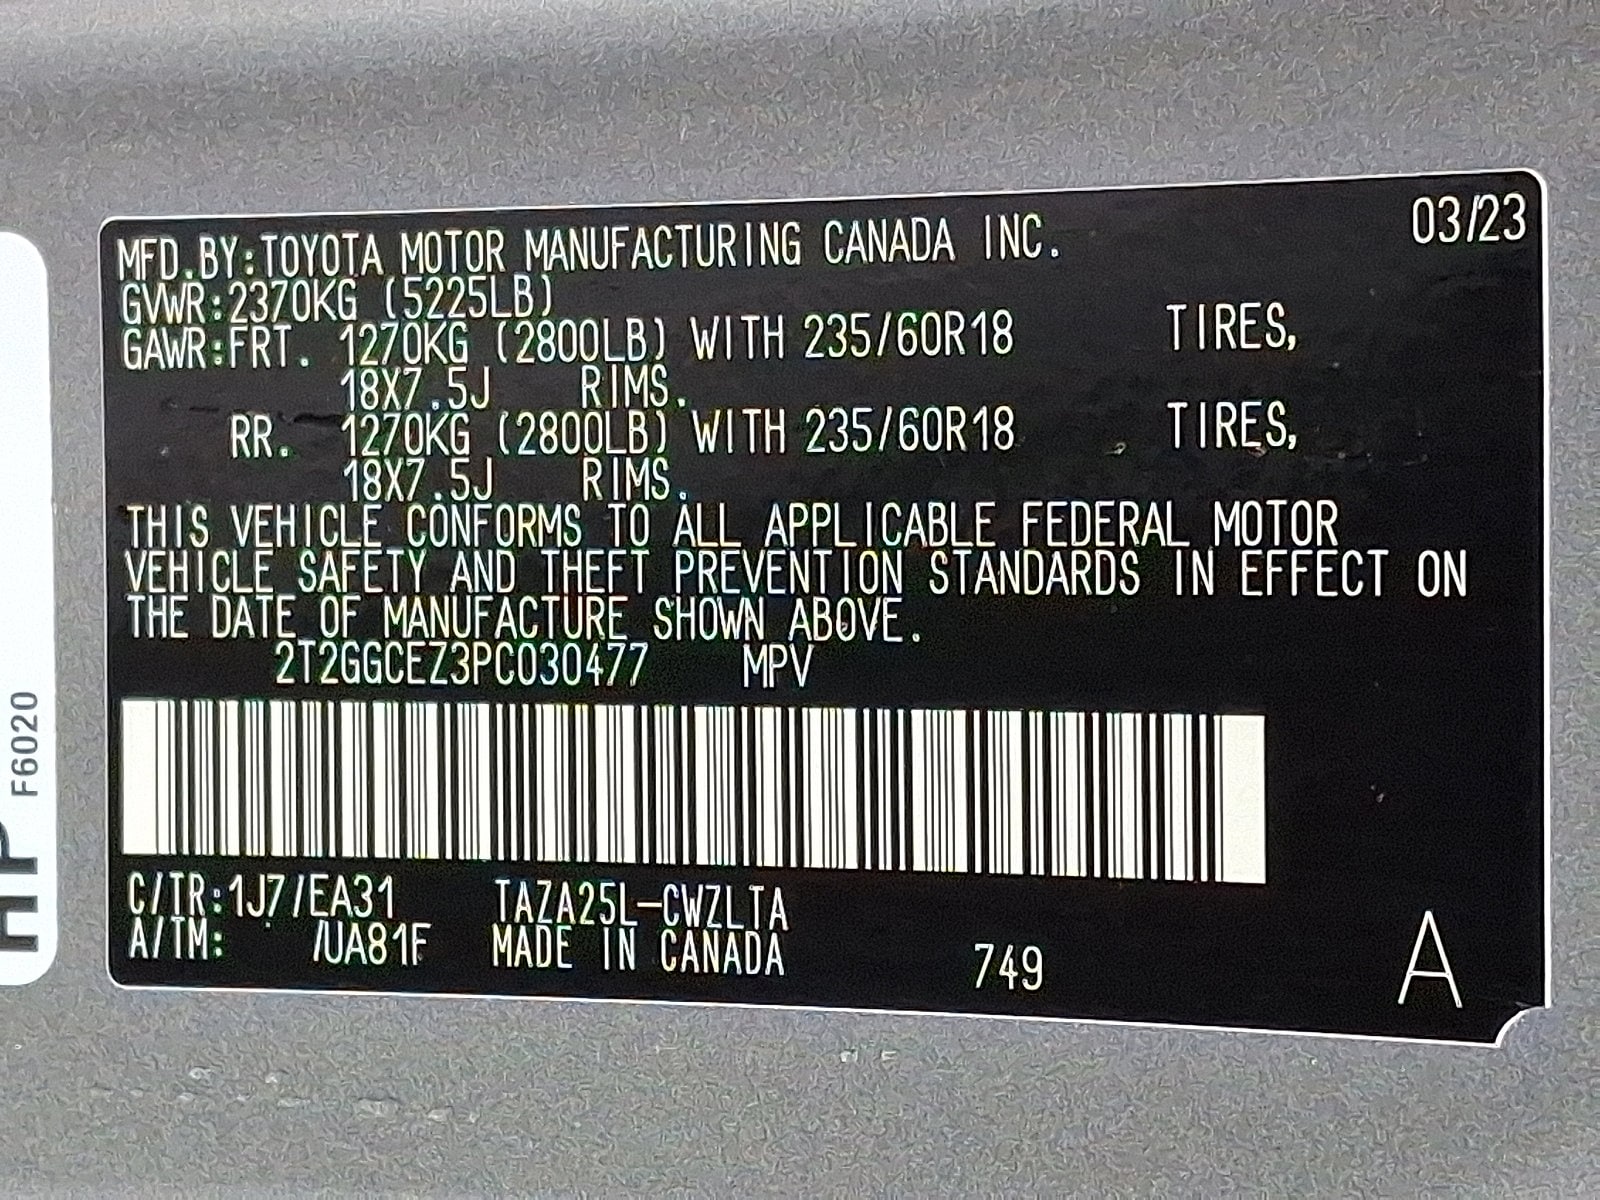 MFD.BY:TOYOTA MOTOR MANUFACTURING CANADA INC. 03/23
GVWR:2370KG (5225LB)
GAWR:FRT. 1270KG (2800LB) WITH 235/60R18 TIRES,
18X7.5J RIMS.
RR. 1270KG (2800LB) WITH 235/60R18 TIRES,
18X7.5J RIMS.
THIS VEHICLE CONFORMS TO ALL APPLICABLE FEDERAL MOTOR
VEHICLE SAFETY AND THEFT PREVENTION STANDARDS IN EFFECT ON
THE DATE OF MANUFACTURE SHOWN ABOVE.
2T2GGCEZ3PC030477 MPV
C/TR:1J7/EA31 TAZA25L-CWZLTA
A/TM: /UA81F MADE IN CANADA 749 A
F6020